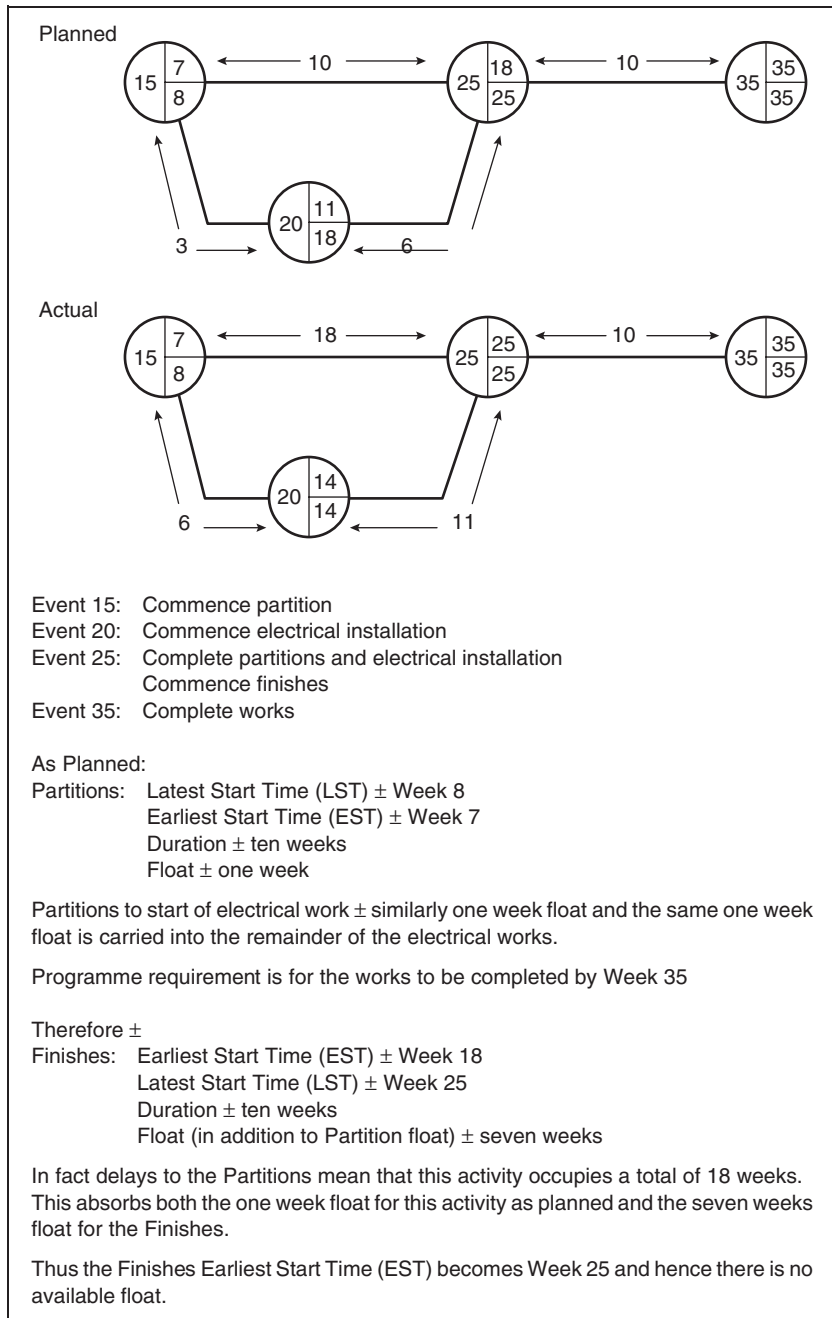 Planned
15 7 8
10
25 18 25
10
35 35 35
20 11 18
3
6
Actual
15 7 8
18
25 25 25
10
35 35 35
20 14 14
6
11
Event 15: Commence partition
Event 20: Commence electrical installation
Event 25: Complete partitions and electrical installation
Commence finishes
Event 35: Complete works
As Planned:
Partitions: Latest Start Time (LST) ± Week 8
Earliest Start Time (EST) ± Week 7
Duration ± ten weeks
Float ± one week
Partitions to start of electrical work ± similarly one week float and the same one week
float is carried into the remainder of the electrical works.
Programme requirement is for the works to be completed by Week 35
Therefore ±
Finishes: Earliest Start Time (EST) ± Week 18
Latest Start Time (LST) ± Week 25
Duration ± ten weeks
Float (in addition to Partition float) ± seven weeks
In fact delays to the Partitions mean that this activity occupies a total of 18 weeks.
This absorbs both the one week float for this activity as planned and the seven weeks
float for the Finishes.
Thus the Finishes Earliest Start Time (EST) becomes Week 25 and hence there is no
available float.